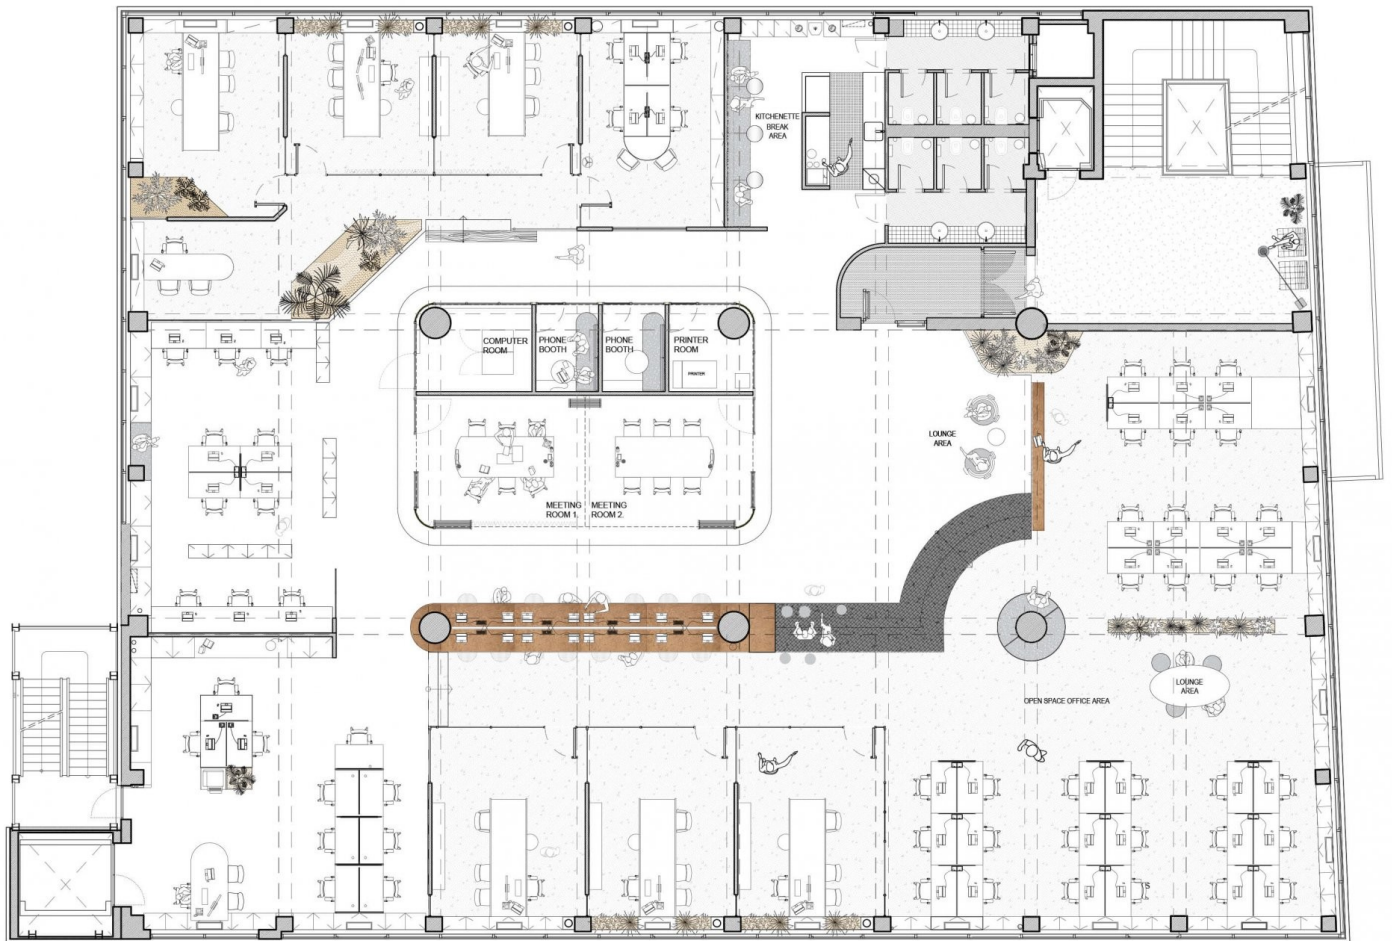 KITCHENETTE
BREAK
AREA
COMPUTER
ROOM
PHONE
BOOTH
PHONE
BOOTH
PRINTER
ROOM
PRINTER
LOUNGE
AREA
MEETING
ROOM 1.
MEETING
ROOM 2.
LOUNGE
AREA
OPEN SPACE OFFICE AREA